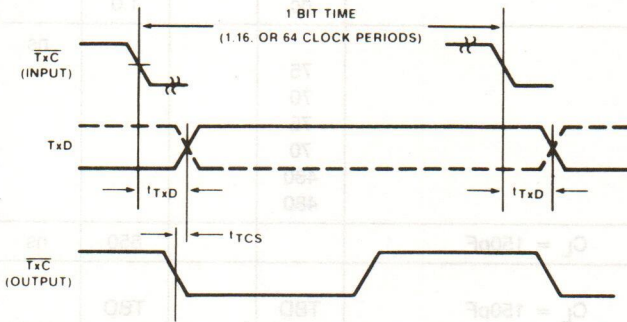 1 BIT TIME
(1.16. OR 64 CLOCK PERIODS)
TxC
(INPUT)
TxD
tTxD
tTxD
tTCS
TxC
(OUTPUT)